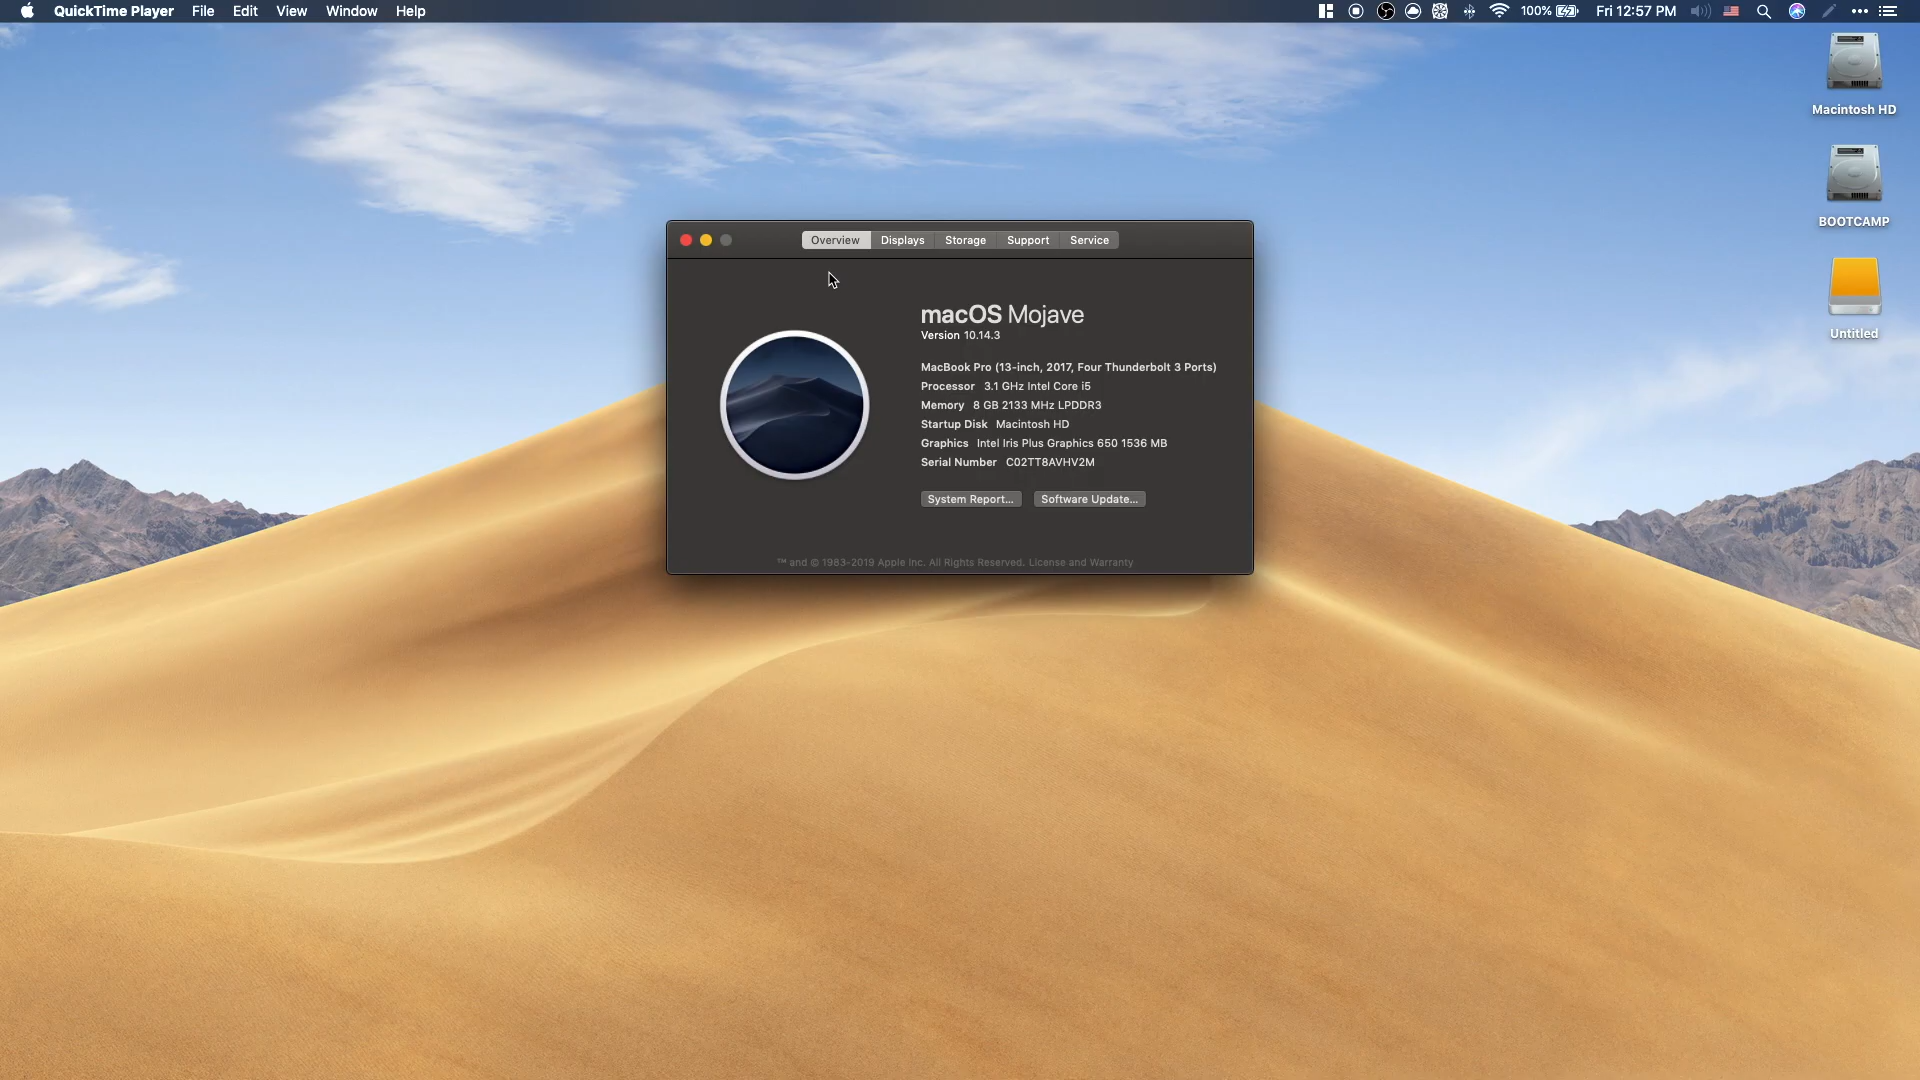 QuickTime Player File Edit View Window Help 100% Fri 12:57 PM
Macintosh HD
BOOTCAMP
Untitled
Overview Displays Storage Support Service
macOS Mojave
Version 10.14.3
MacBook Pro (13-inch, 2017, Four Thunderbolt 3 Ports)
Processor 3.1 GHz Intel Core i5
Memory 8 GB 2133 MHz LPDDR3
Startup Disk Macintosh HD
Graphics Intel Iris Plus Graphics 650 1536 MB
Serial Number C02TT8AVHV2M
System Report... Software Update...
™ and © 1983-2019 Apple Inc. All Rights Reserved. License and Warranty